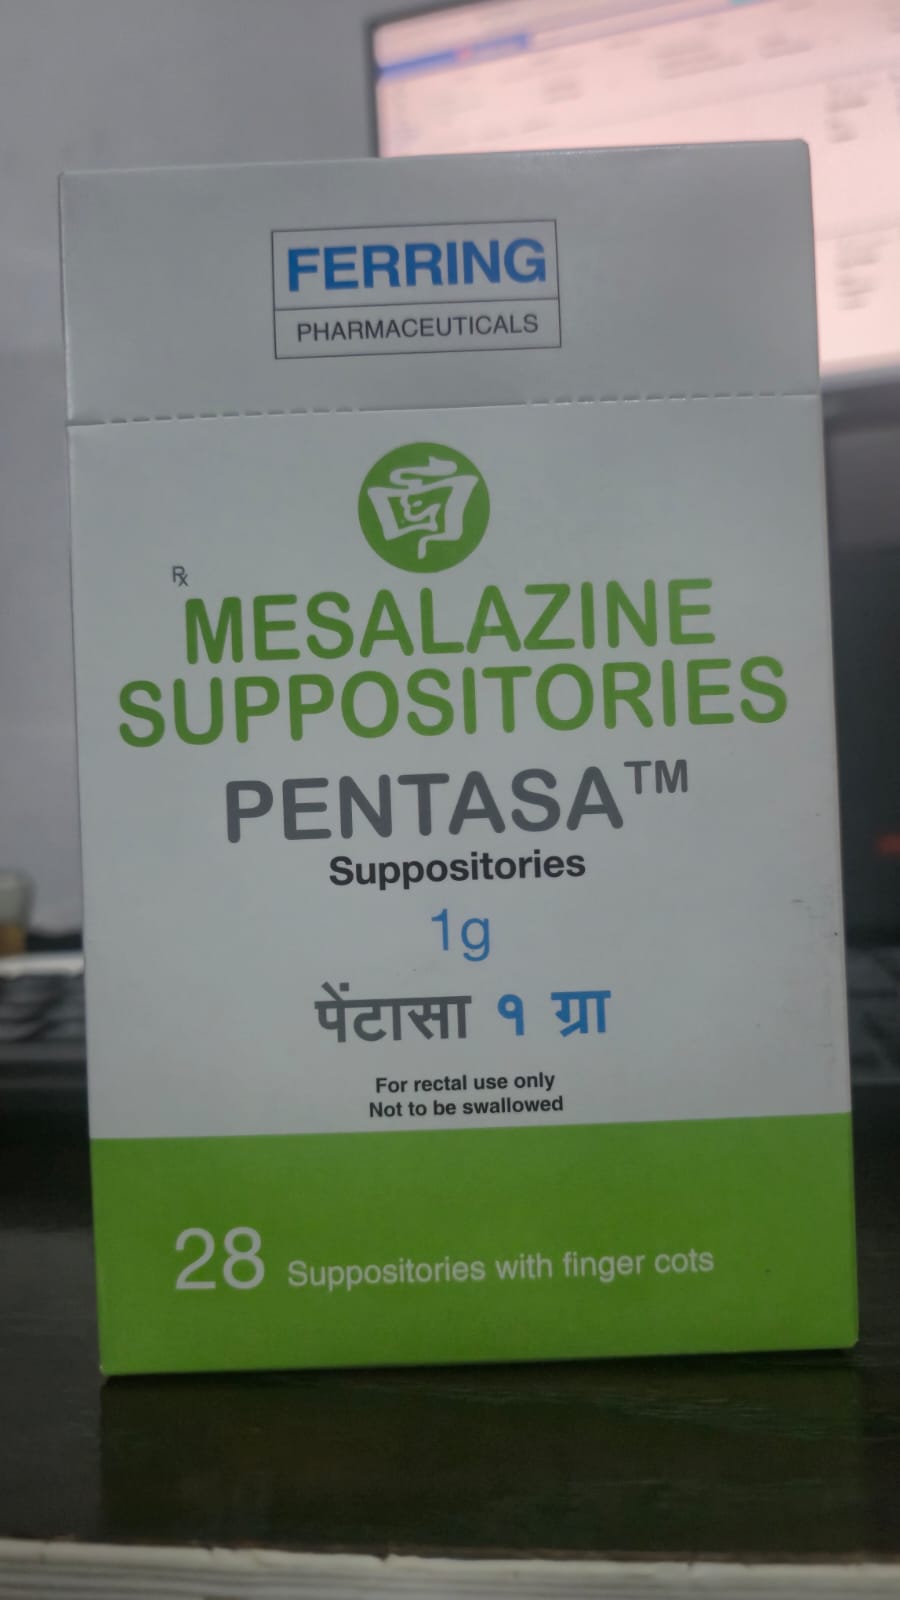 FERRING
PHARMACEUTICALS
Rx
MESALAZINE
SUPPOSITORIES
PENTASA™
Suppositories
1g
पेंटासा १ ग्रा
For rectal use only
Not to be swallowed
28 Suppositories with finger cots